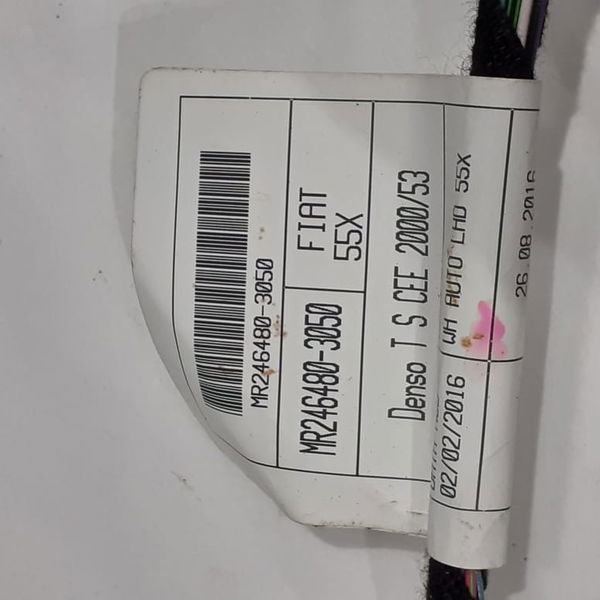 MR246480-3050
FIAT
55X
MR246480-3050
Denso T S CEE 2000/53
WH AUTO LHD 55X
02/02/2016
26.08.2016